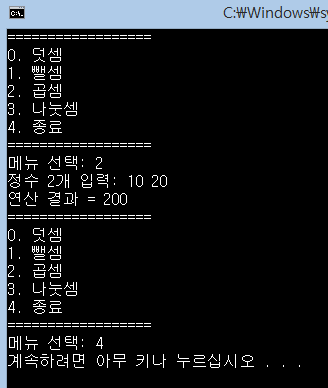 C:₩Windows₩sy
==================
0. 덧셈
1. 뺄셈
2. 곱셈
3. 나눗셈
4. 종료
==================
메뉴 선택: 2
정수 2개 입력: 10 20
연산 결과 = 200
==================
0. 덧셈
1. 뺄셈
2. 곱셈
3. 나눗셈
4. 종료
==================
메뉴 선택: 4
계속하려면 아무 키나 누르십시오 . . .